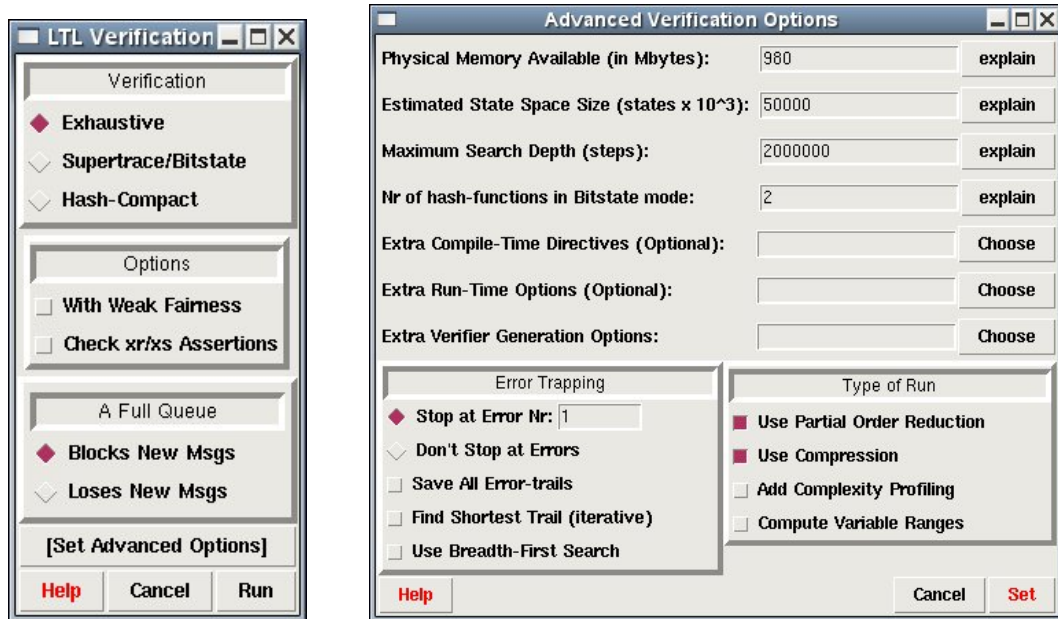 LTL Verification
Verification
Exhaustive
Supertrace/Bitstate
Hash-Compact
Options
With Weak Fairness
Check xr/xs Assertions
A Full Queue
Blocks New Msgs
Loses New Msgs
[Set Advanced Options]
Help Cancel Run
Advanced Verification Options
Physical Memory Available (in Mbytes): 980 explain
Estimated State Space Size (states x 10^3): 50000 explain
Maximum Search Depth (steps): 2000000 explain
Nr of hash-functions in Bitstate mode: 2 explain
Extra Compile-Time Directives (Optional): Choose
Extra Run-Time Options (Optional): Choose
Extra Verifier Generation Options: Choose
Error Trapping
Stop at Error Nr: 1
Don't Stop at Errors
Save All Error-trails
Find Shortest Trail (iterative)
Use Breadth-First Search
Type of Run
Use Partial Order Reduction
Use Compression
Add Complexity Profiling
Compute Variable Ranges
Help Cancel Set